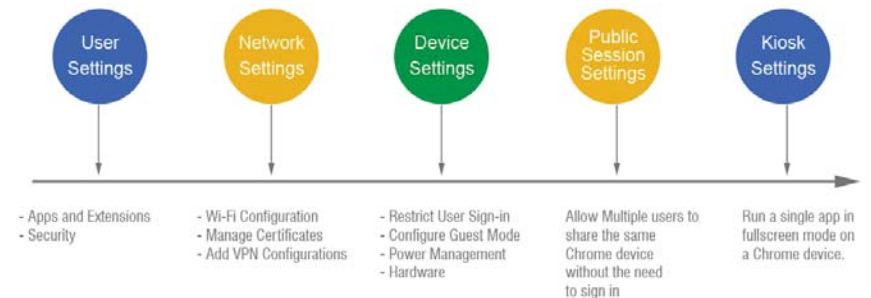 User
Settings
Network
Settings
Device
Settings
Public
Session
Settings
Kiosk
Settings
- Apps and Extensions
- Security
- Wi-Fi Configuration
- Manage Certificates
- Add VPN Configurations
- Restrict User Sign-in
- Configure Guest Mode
- Power Management
- Hardware
Allow Multiple users to
share the same
Chrome device
without the need
to sign in
Run a single app in
fullscreen mode on
a Chrome device.